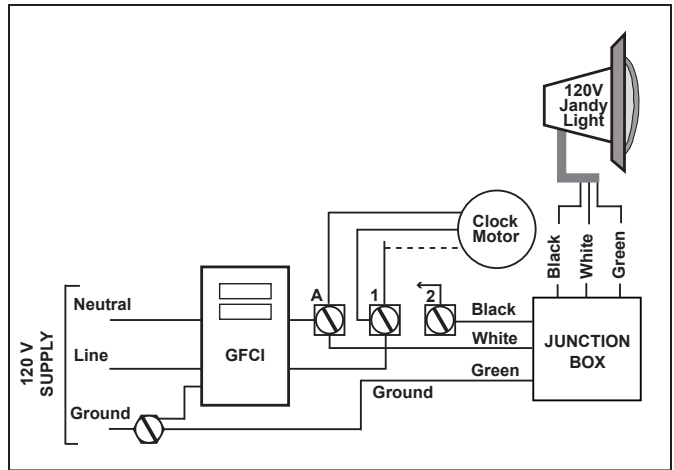 120V
Jandy
Light
Clock
Motor
Black
White
Green
Neutral
A
1
2
Black
120 V
SUPPLY
Line
GFCI
White
JUNCTION
BOX
Green
Ground
Ground